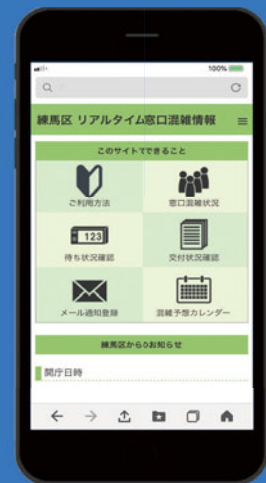 100%
練馬区 リアルタイム窓口混雑情報
このサイトでできること
ご利用方法
窓口混雑状況
123
待ち状況確認
交付状況確認
メール通知登録
混雑予想カレンダー
練馬区からのお知らせ
開庁日時